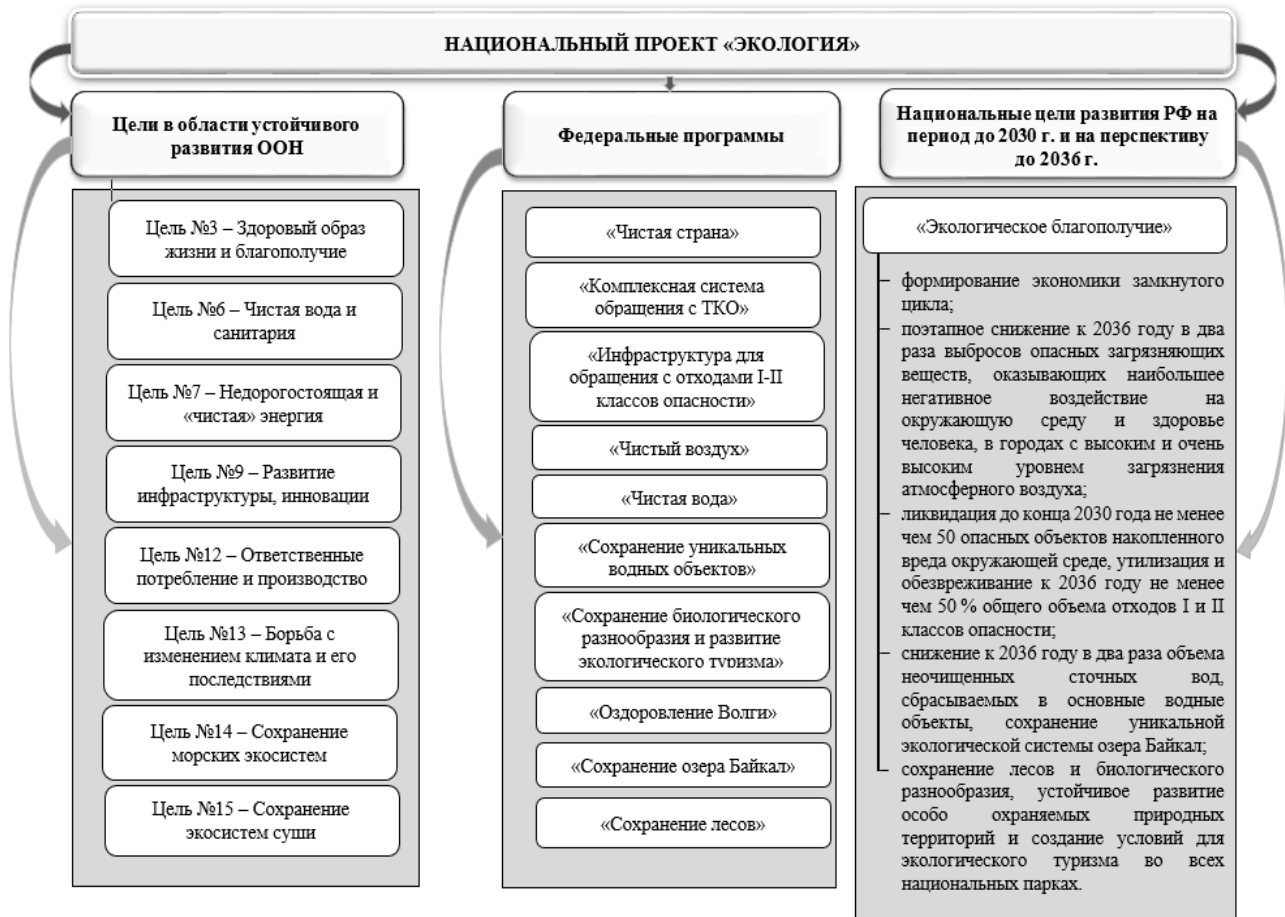 НАЦИОНАЛЬНЫЙ ПРОЕКТ «ЭКОЛОГИЯ»
Цели в области устойчивого
развития ООН
Цель №3 – Здоровый образ
жизни и благополучие
Цель №6 – Чистая вода и
санитария
Цель №7 – Недорогостоящая и
«чистая» энергия
Цель №9 – Развитие
инфраструктуры, инновации
Цель №12 – Ответственные
потребление и производство
Цель №13 – Борьба с
изменением климата и его
последствиями
Цель №14 – Сохранение
морских экосистем
Цель №15 – Сохранение
экосистем суши
Федеральные программы
«Чистая страна»
«Комплексная система
обращения с ТКО»
«Инфраструктура для
обращения с отходами I-II
классов опасности»
«Чистый воздух»
«Чистая вода»
«Сохранение уникальных
водных объектов»
«Сохранение биологического
разнообразия и развитие
экологического туризма»
«Оздоровление Волги»
«Сохранение озера Байкал»
«Сохранение лесов»
Национальные цели развития РФ на
период до 2030 г. и на перспективу
до 2036 г.
«Экологическое благополучие»
формирование экономики замкнутого
цикла;
поэтапное снижение к 2036 году в два
раза выбросов опасных загрязняющих
веществ, оказывающих наибольшее
негативное воздействие на
окружающую среду и здоровье
человека, в городах с высоким и очень
высоким уровнем загрязнения
атмосферного воздуха;
ликвидация до конца 2030 года не менее
чем 50 опасных объектов накопленного
вреда окружающей среде, утилизация и
обезвреживание к 2036 году не менее
чем 50 % общего объема отходов I и II
классов опасности;
снижение к 2036 году в два раза объема
неочищенных сточных вод,
сбрасываемых в основные водные
объекты, сохранение уникальной
экологической системы озера Байкал;
сохранение лесов и биологического
разнообразия, устойчивое развитие
особо охраняемых природных
территорий и создание условий для
экологического туризма во всех
национальных парках.